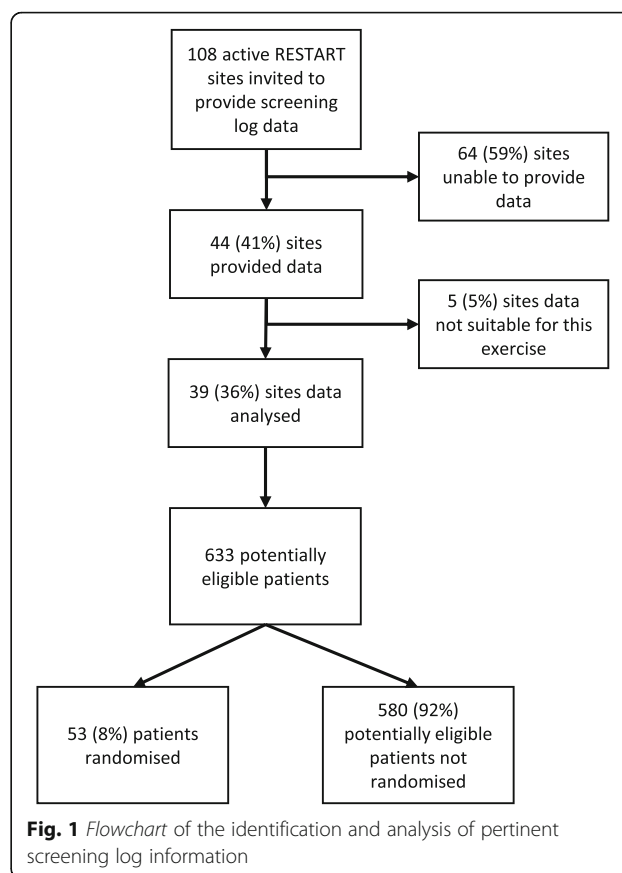 108 active RESTART
sites invited to
provide screening
log data
64 (59%) sites
unable to provide
data
44 (41%) sites
provided data
5 (5%) sites data
not suitable for this
exercise
39 (36%) sites data
analysed
633 potentially
eligible patients
53 (8%) patients
randomised
580 (92%)
potentially eligible
patients not
randomised
Fig. 1 Flowchart of the identification and analysis of pertinent
screening log information